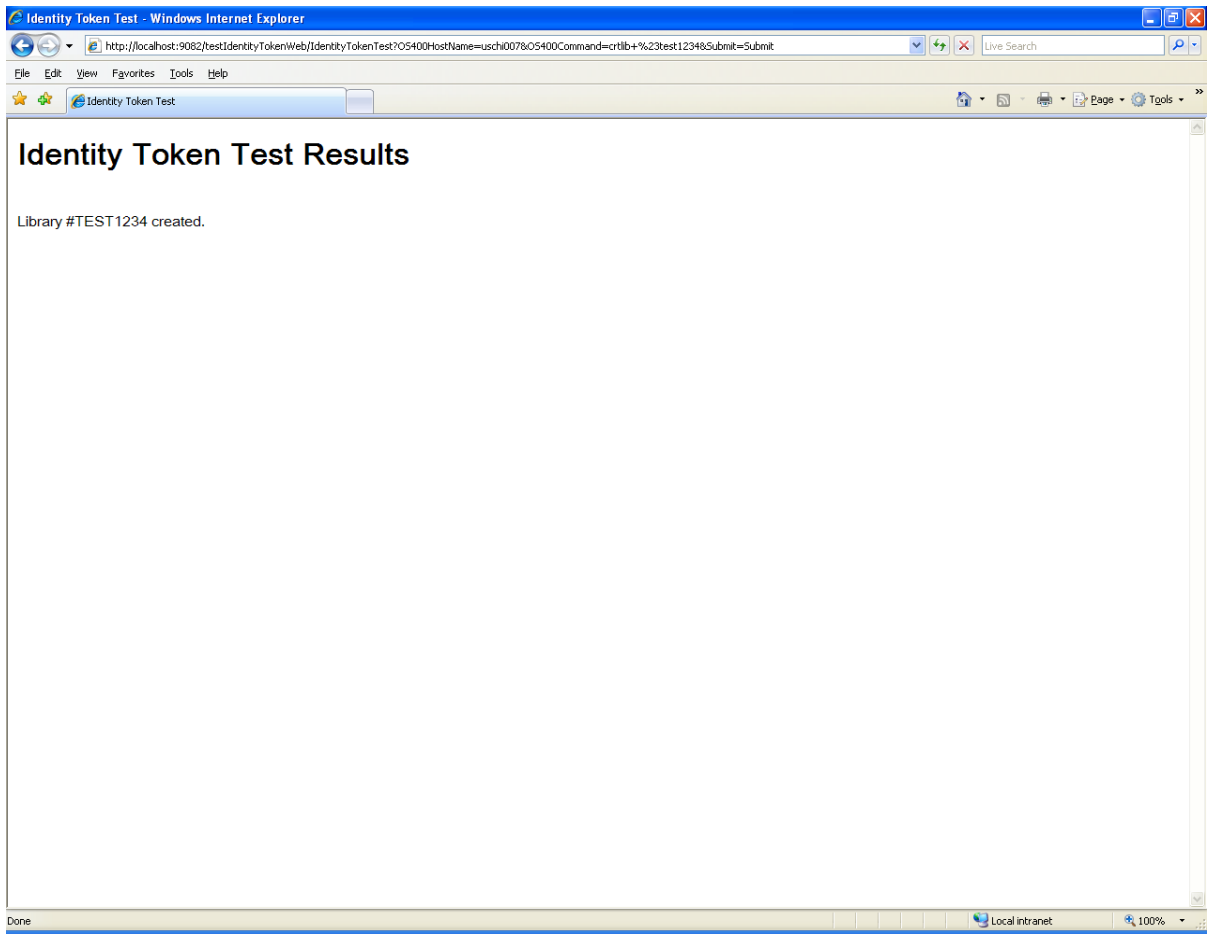 Identity Token Test - Windows Internet Explorer
http://localhost:9082/testIdentityTokenWeb/IdentityTokenTest?OS400HostName=uschi007&OS400Command=crtlib+%23test1234&Submit=Submit
Live Search
File Edit View Favorites Tools Help
Identity Token Test
Page Tools »
Identity Token Test Results
Library #TEST1234 created.
Done
Local intranet
100%